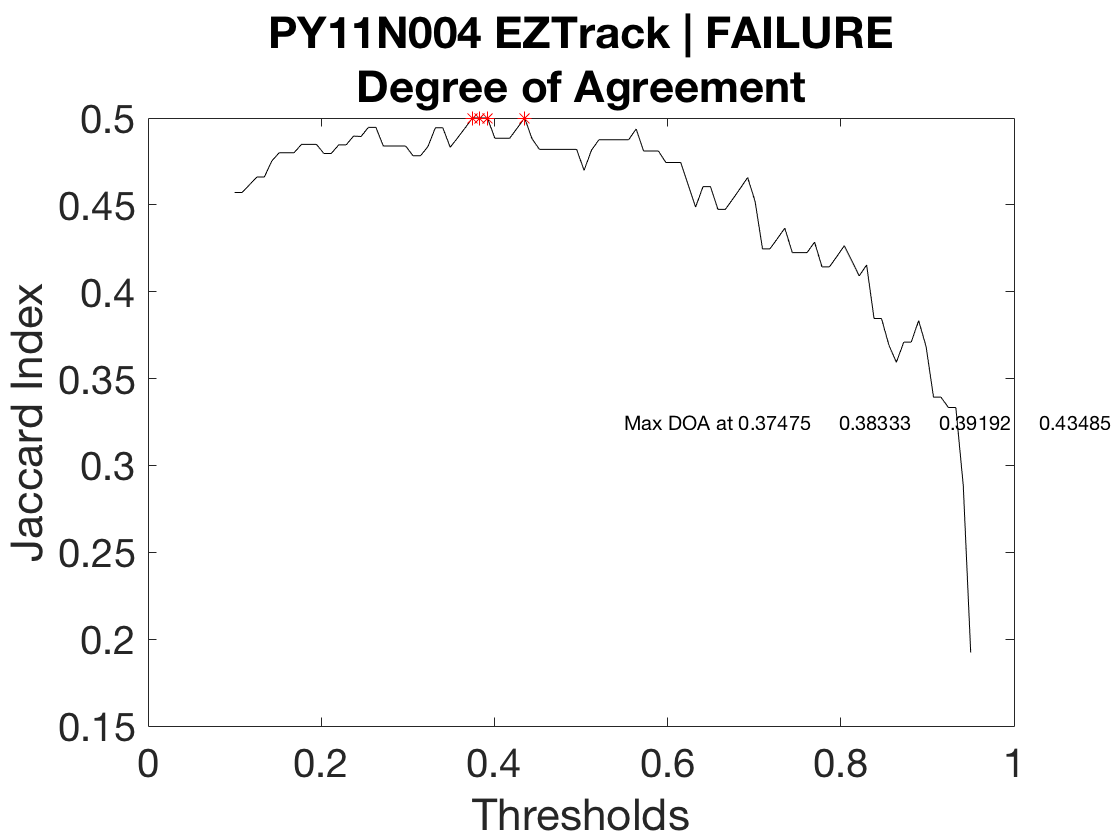 PY11N004 EZTrack | FAILURE
Degree of Agreement
0.5
0.45
0.4
0.35
0.3
0.25
0.2
0.15
Jaccard Index
Max DOA at 0.37475 0.38333 0.39192 0.43485
0 0.2 0.4 0.6 0.8 1
Thresholds